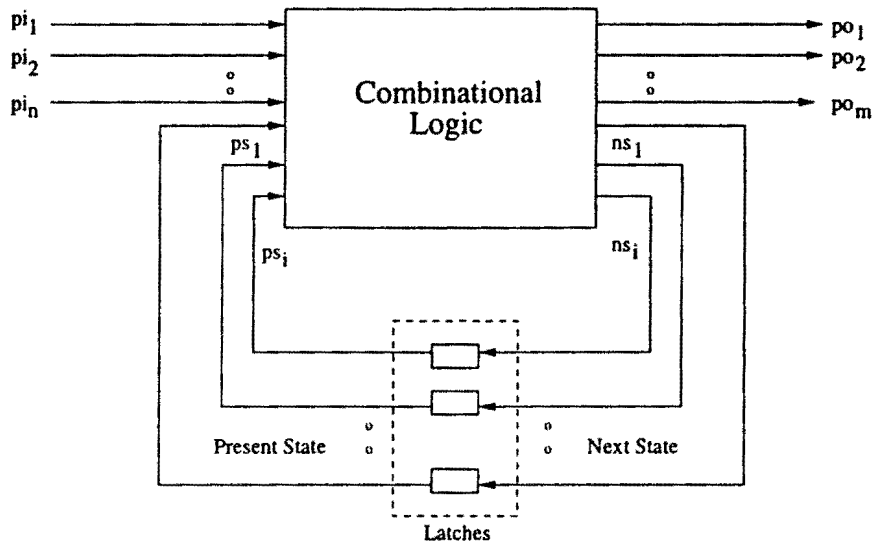 pi1
po1
pi2
po2
pin
pom
Combinational
Logic
ps1
ns1
psi
nsi
Present State
Next State
Latches